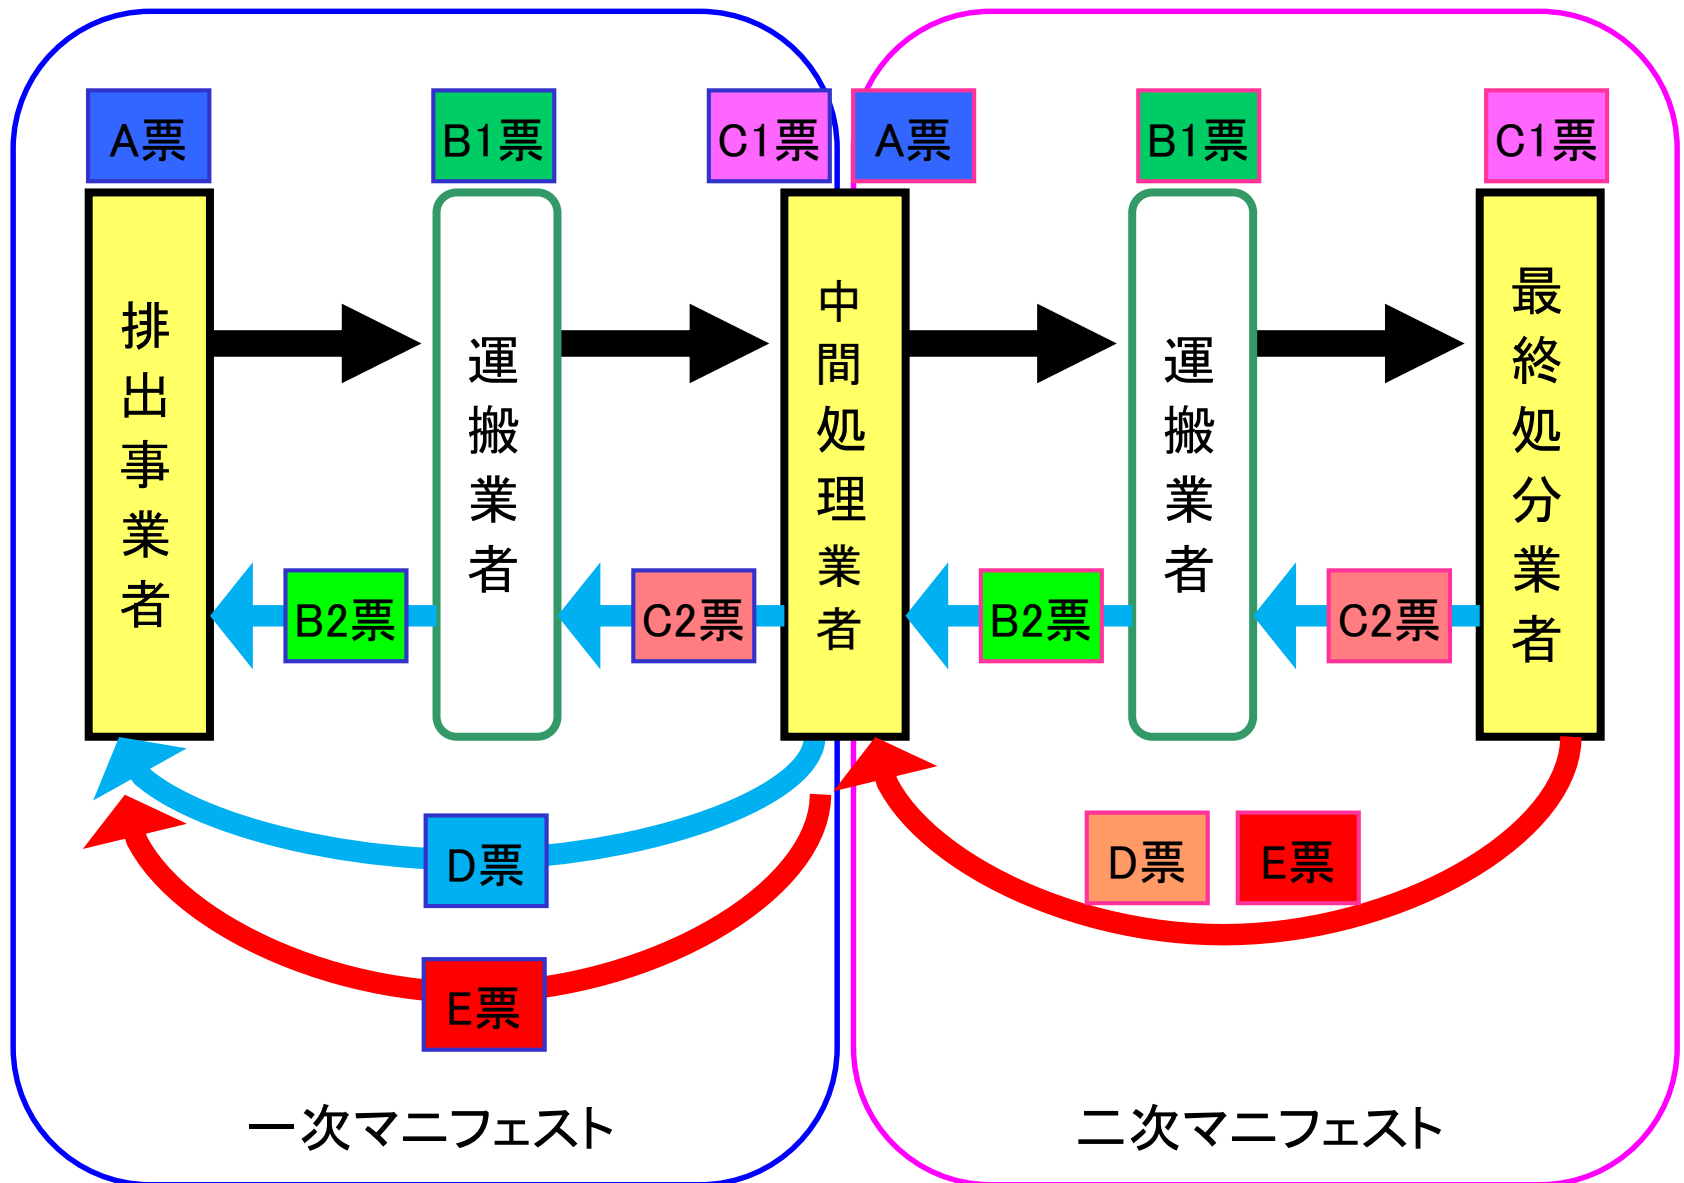 A票
B1票
C1票
A票
B1票
C1票
排出事業者
運搬業者
中間処理業者
運搬業者
最終処分業者
B2票
C2票
B2票
C2票
D票
E票
D票
E票
一次マニフェスト
二次マニフェスト